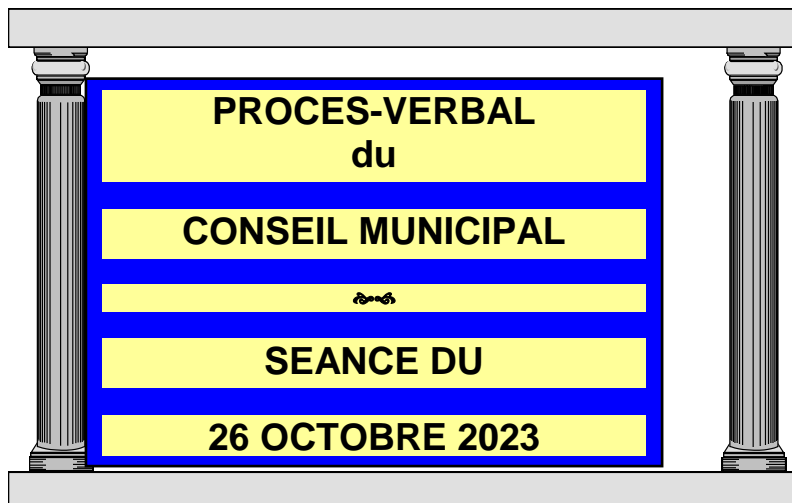 PROCES-VERBAL
du
CONSEIL MUNICIPAL
SEANCE DU
26 OCTOBRE 2023